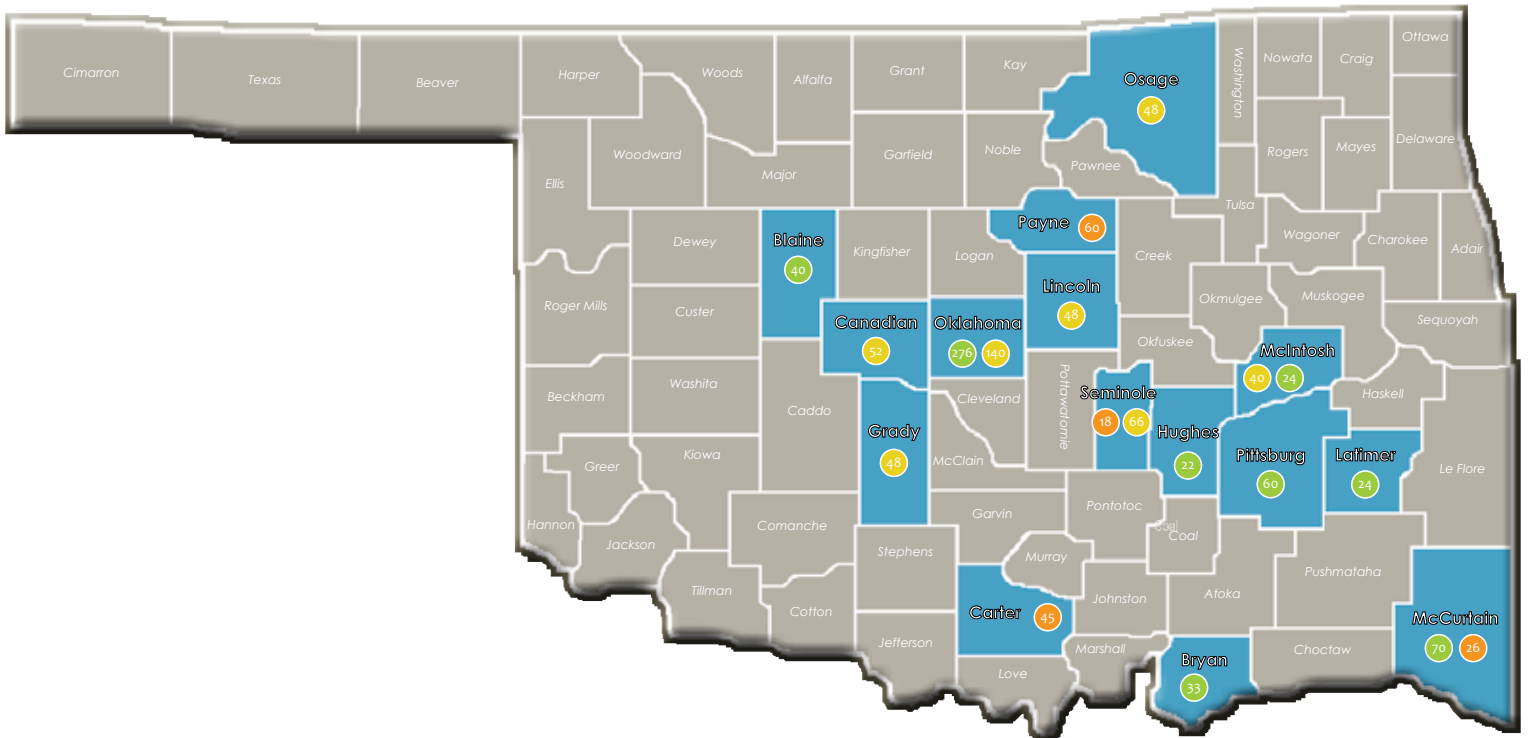 Cimarron
Texas
Beaver
Harper
Woods
Alfalfa
Grant
Kay
Osage
48
Washington
Nowata
Craig
Ottawa
Ellis
Woodward
Major
Garfield
Noble
Pawnee
Rogers
Mayes
Delaware
Dewey
Blaine
40
Kingfisher
Logan
Payne
60
Creek
Tulsa
Wagoner
Charokee
Adair
Roger Mills
Custer
Canadian
52
Oklahoma
276
140
Lincoln
48
Okfuskee
Okmulgee
Muskogee
Sequoyah
McIntosh
40
24
Haskell
Beckham
Washita
Caddo
Grady
48
Cleveland
McClain
Pottawatomie
Seminole
18
66
Hughes
22
Pittsburg
60
Latimer
24
Le Flore
Greer
Kiowa
Hannon
Jackson
Comanche
Tillman
Cotton
Stephens
Jefferson
Garvin
Murray
Pontotoc
Coal
Coal
Carter
45
Love
Johnston
Marshall
Atoka
Bryan
33
Pushmataha
Choctaw
McCurtain
70
26